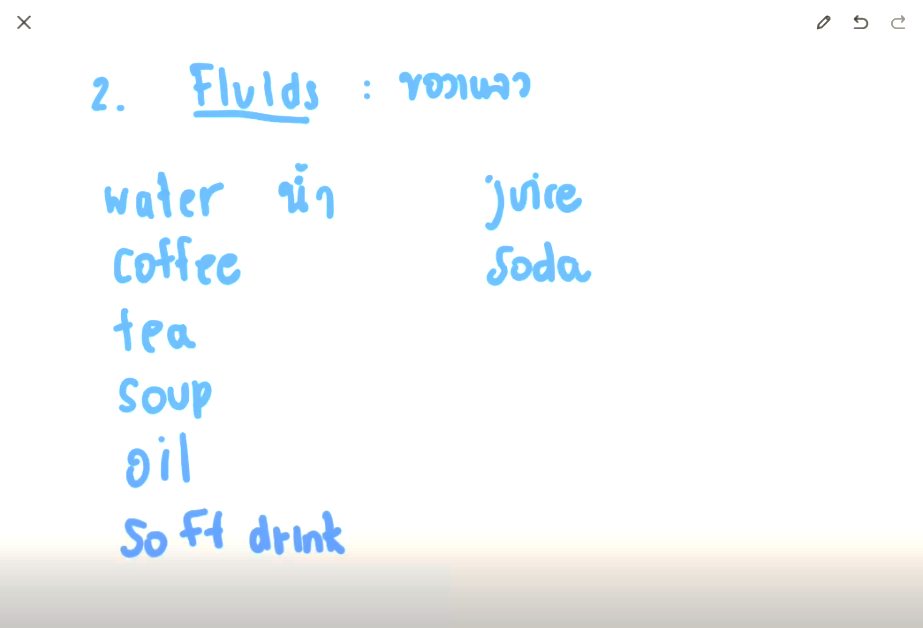 2. Fluids : ของเหลว
water น้ำ
coffee
tea
soup
oil
soft drink
juice
soda